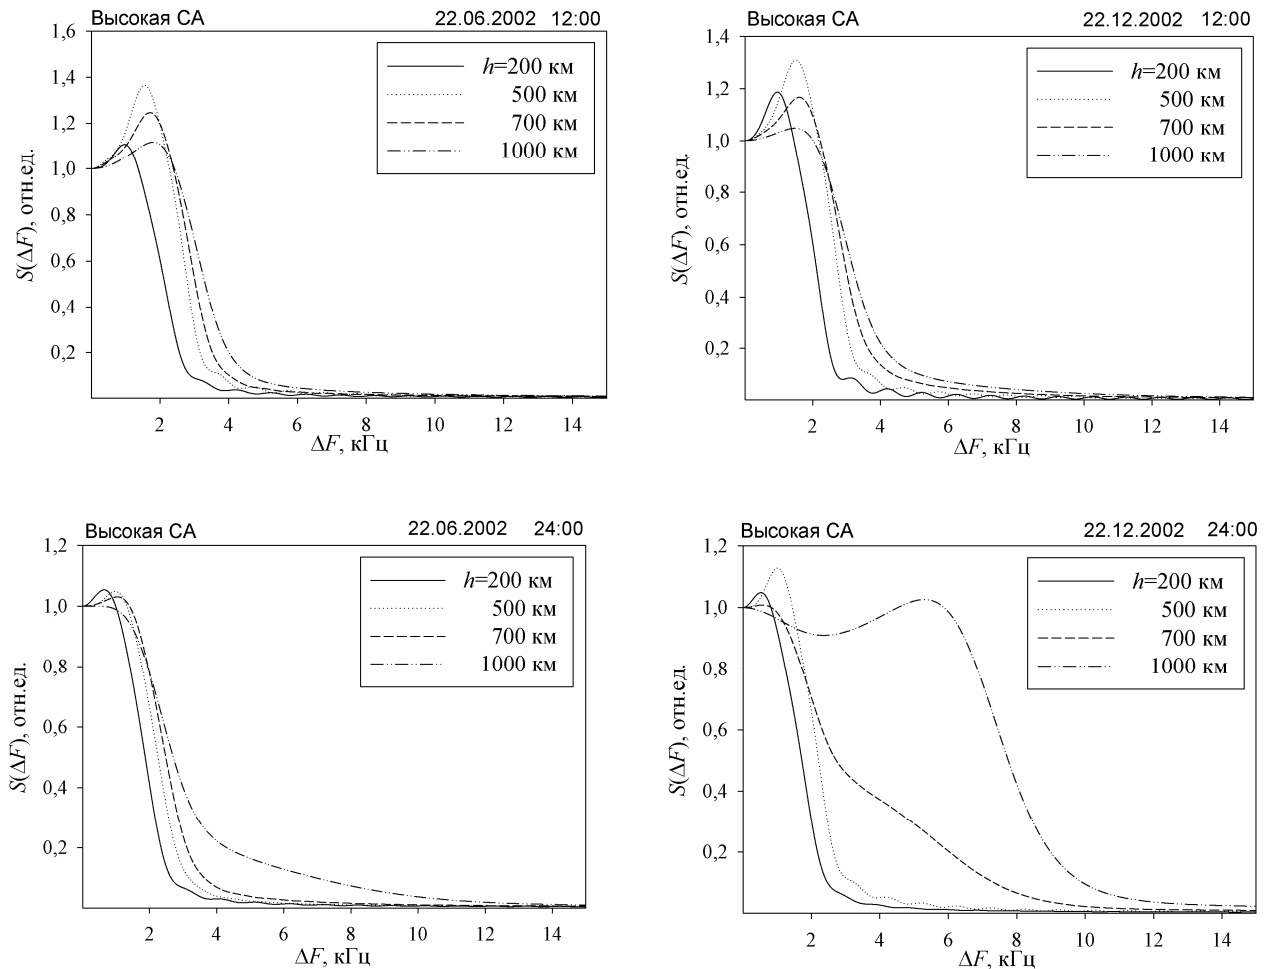 Высокая СА 22.06.2002 12:00
1,6
1,4
1,2
1,0
0,8
0,6
0,4
0,2
S(ΔF), отн.ед.
h=200 км
500 км
700 км
1000 км
2 4 6 8 10 12 14
ΔF, кГц
Высокая СА 22.12.2002 12:00
1,4
1,2
1,0
0,8
0,6
0,4
0,2
S(ΔF), отн.ед.
h=200 км
500 км
700 км
1000 км
2 4 6 8 10 12 14
ΔF, кГц
Высокая СА 22.06.2002 24:00
1,2
1,0
0,8
0,6
0,4
0,2
S(ΔF), отн.ед.
h=200 км
500 км
700 км
1000 км
2 4 6 8 10 12 14
ΔF, кГц
Высокая СА 22.12.2002 24:00
1,2
1,0
0,8
0,6
0,4
0,2
S(ΔF), отн.ед.
h=200 км
500 км
700 км
1000 км
2 4 6 8 10 12 14
ΔF, кГц